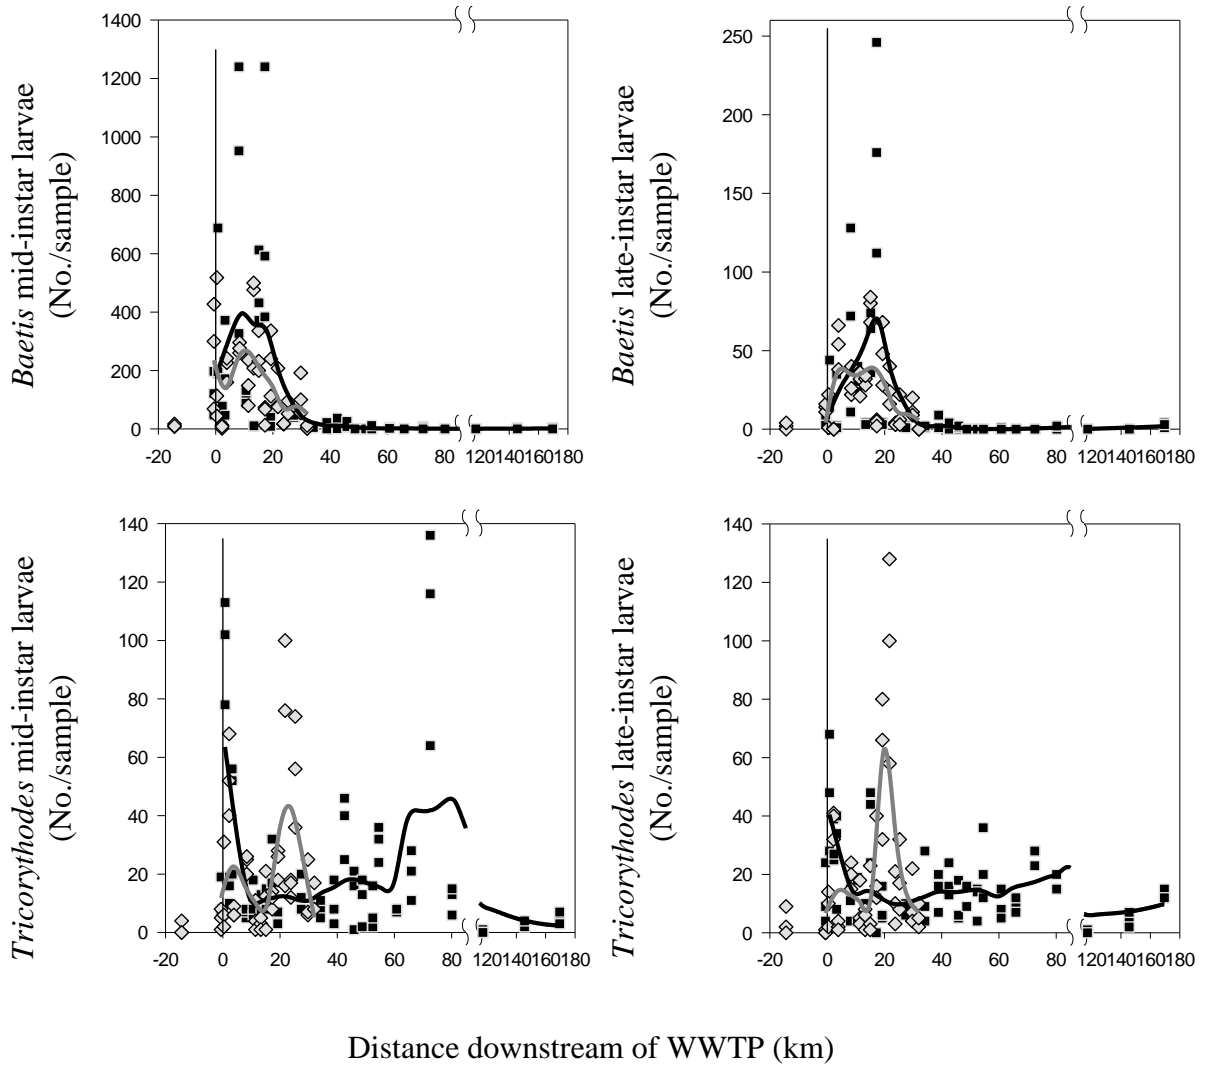 Baetis mid-instar larvae
(No./sample)
1400
1200
1000
800
600
400
200
0
-20 0 20 40 60 80 120140160180
Baetis late-instar larvae
(No./sample)
250
200
150
100
50
0
-20 0 20 40 60 80 120140160180
Tricorythodes mid-instar larvae
(No./sample)
140
120
100
80
60
40
20
0
-20 0 20 40 60 80 120140160180
Tricorythodes late-instar larvae
(No./sample)
140
120
100
80
60
40
20
0
-20 0 20 40 60 80 120140160180
Distance downstream of WWTP (km)